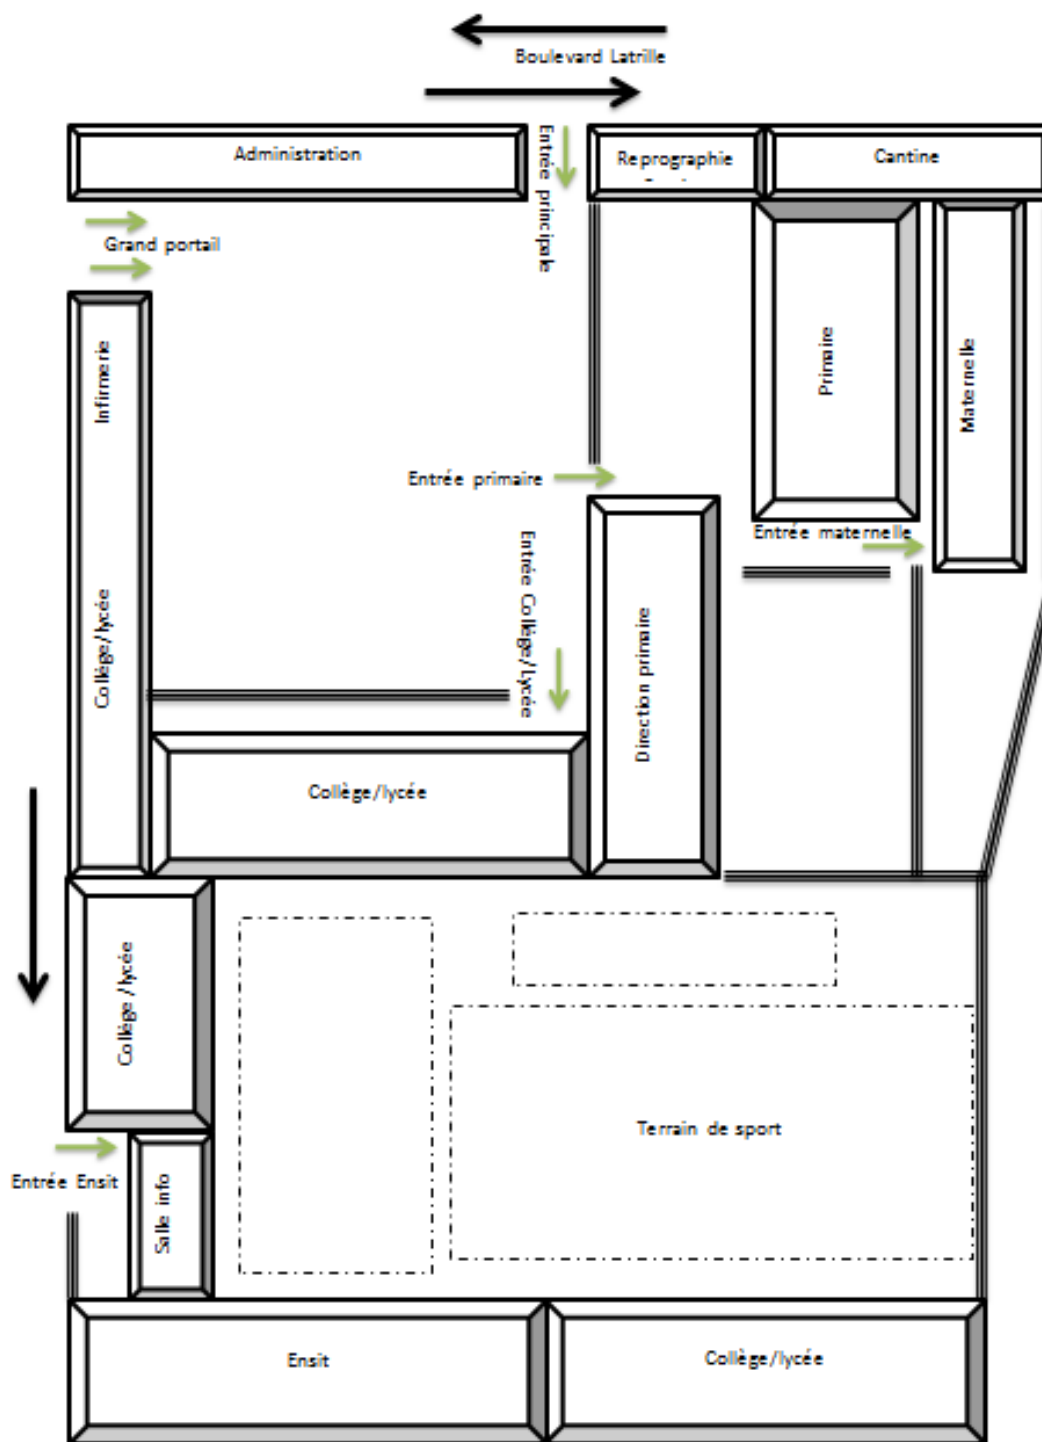 Boulevard Latrille
Administration
Entrée principale
Reprographie
Cantine
Grand portail
Infirmerie
Primaire
Maternelle
Entrée primaire
Entrée maternelle
Entrée Collège/Lycée
Collège/lycée
Direction primaire
Collège/lycée
Collège/lycée
Terrain de sport
Entrée Ensit
Salle info
Ensit
Collège/lycée